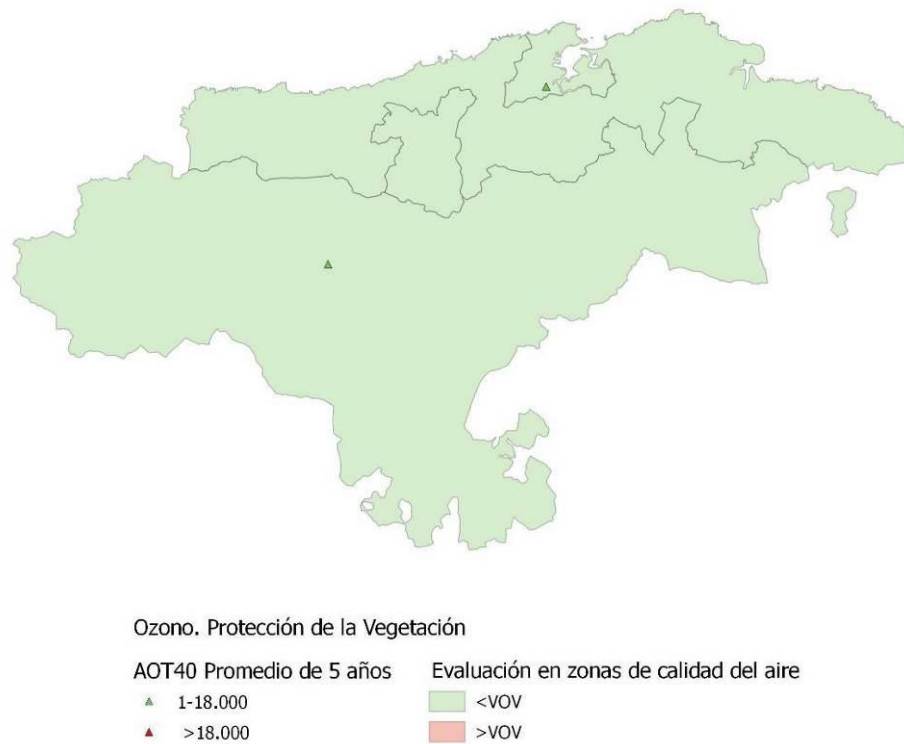 Ozono. Protección de la Vegetación
AOT40 Promedio de 5 años
1-18.000
>18.000
Evaluación en zonas de calidad del aire
<VOV
>VOV